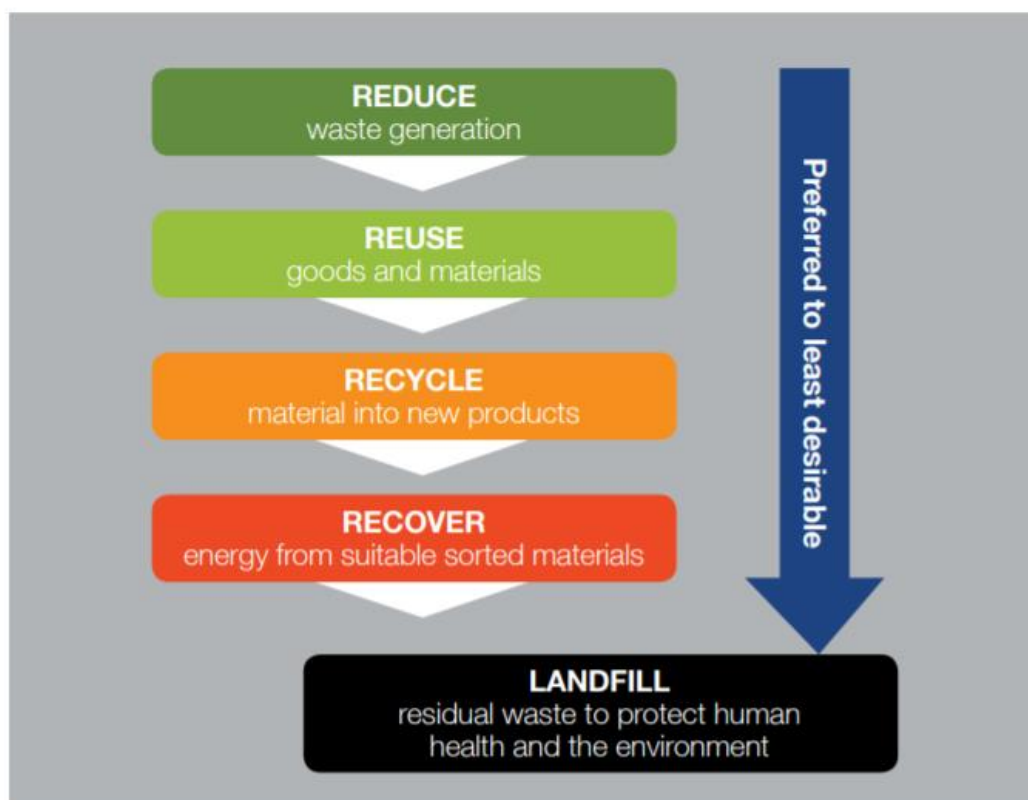 REDUCE
waste generation
REUSE
goods and materials
RECYCLE
material into new products
RECOVER
energy from suitable sorted materials
Preferred to least desirable
LANDFILL
residual waste to protect human
health and the environment